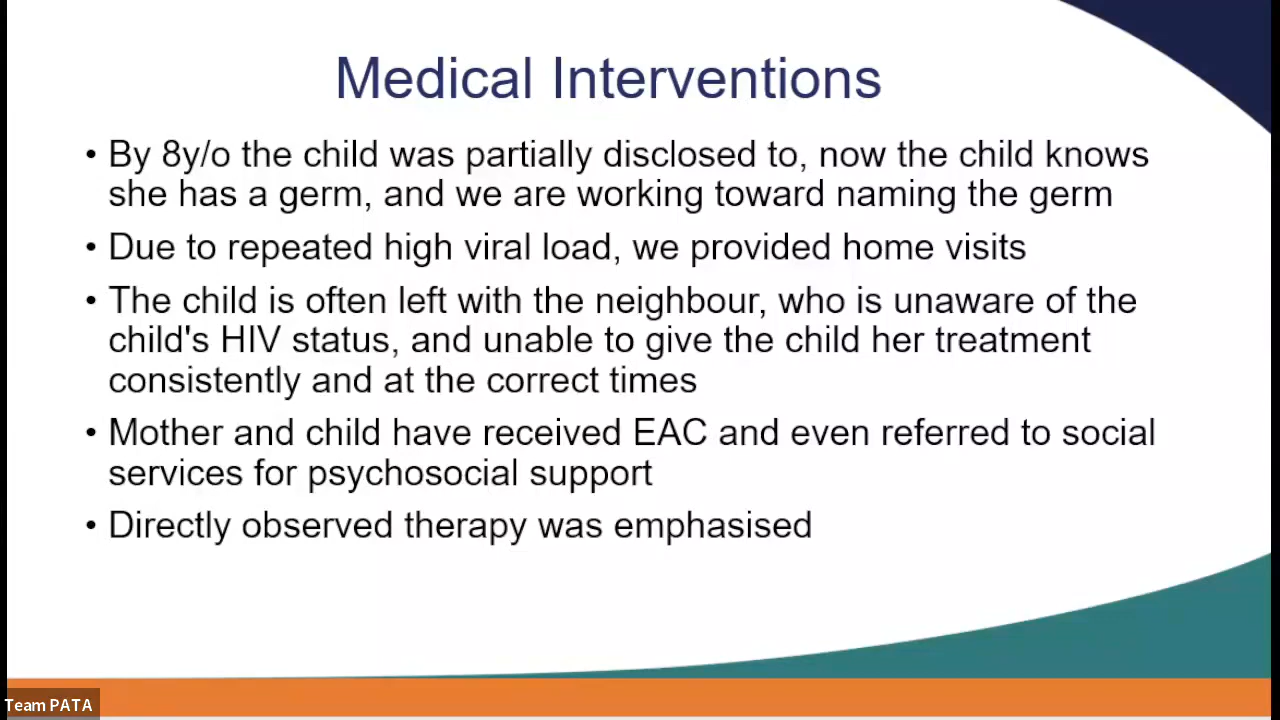 Medical Interventions
• By 8y/o the child was partially disclosed to, now the child knows
she has a germ, and we are working toward naming the germ
• Due to repeated high viral load, we provided home visits
• The child is often left with the neighbour, who is unaware of the
child's HIV status, and unable to give the child her treatment
consistently and at the correct times
• Mother and child have received EAC and even referred to social
services for psychosocial support
• Directly observed therapy was emphasised
Team PATA